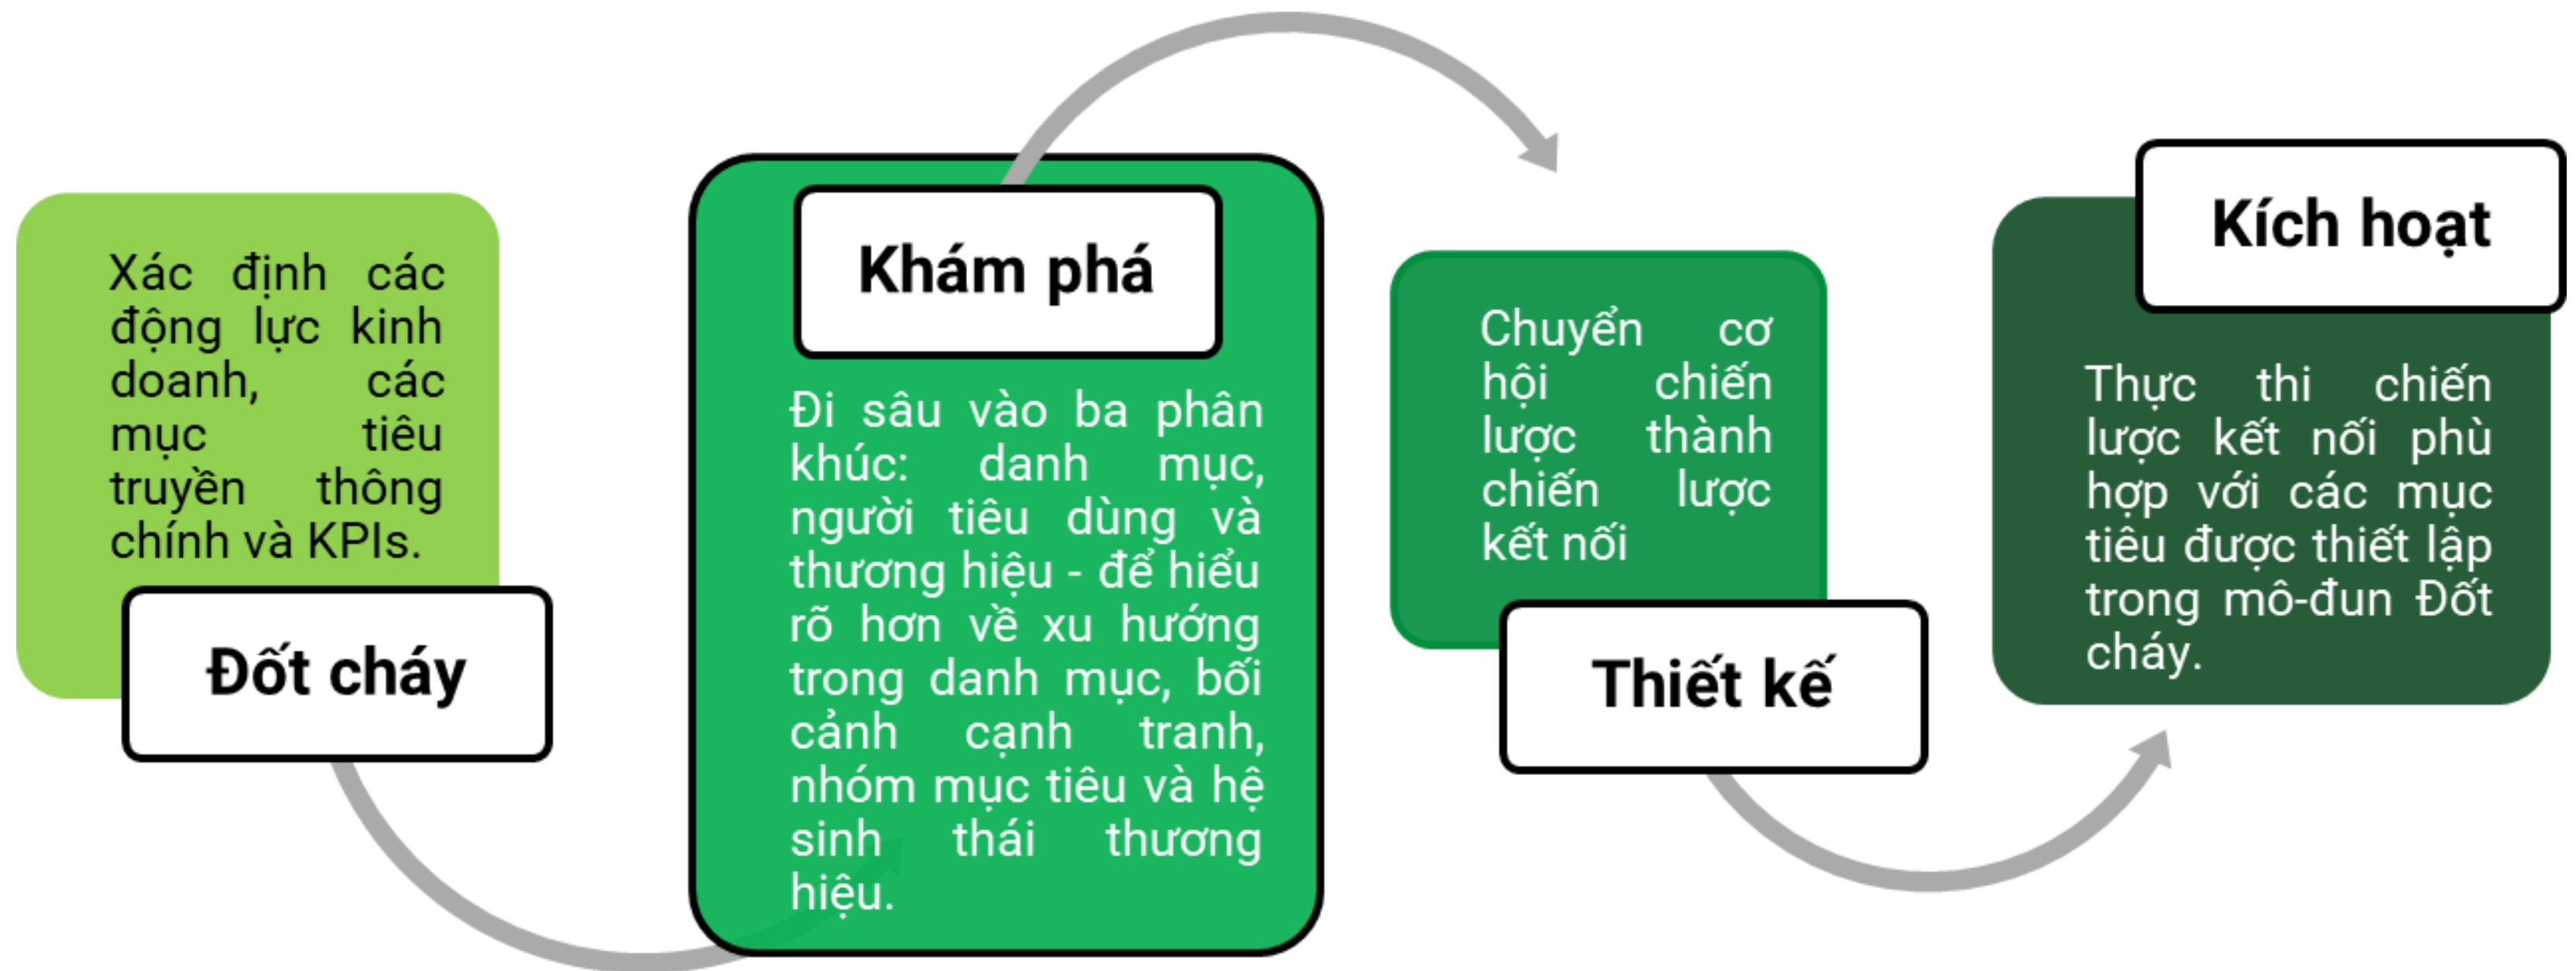 Xác định các
động lực kinh
doanh, các
mục tiêu
truyền thông
chính và KPIs.
Đốt cháy
Khám phá
Đi sâu vào ba phân
khúc: danh mục,
người tiêu dùng và
thương hiệu - để hiểu
rõ hơn về xu hướng
trong danh mục, bối
cảnh cạnh tranh,
nhóm mục tiêu và hệ
sinh thái thương
hiệu.
Chuyển cơ
hội chiến
lược thành
chiến lược
kết nối
Thiết kế
Kích hoạt
Thực thi chiến
lược kết nối phù
hợp với các mục
tiêu được thiết lập
trong mô-đun Đốt
cháy.